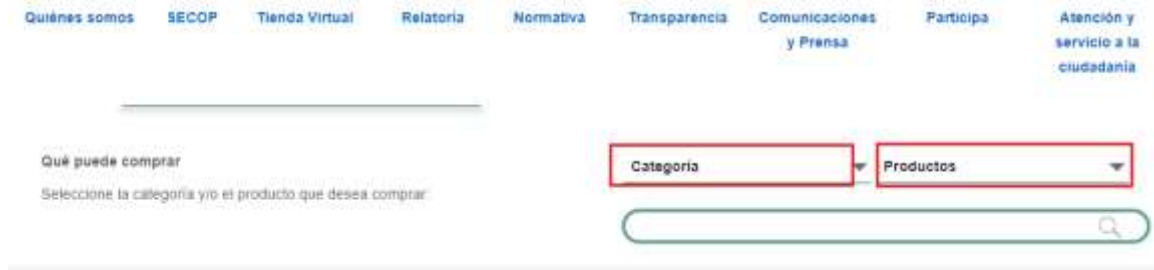 Quiénes somos SECOP Tienda Virtual Relatoría Normativa Transparencia Comunicaciones y Prensa Participa Atención y servicio a la ciudadanía
Qué puede comprar
Seleccione la categoría y/o el producto que desea comprar
Categoría Productos